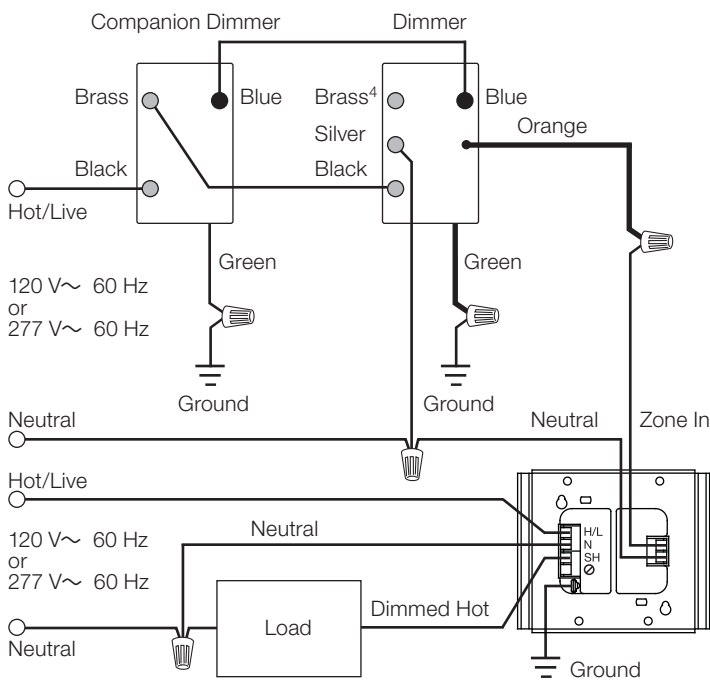 Companion Dimmer
Dimmer
Brass
Blue
Brass⁴
Blue
Silver
Orange
Black
Black
Hot/Live
Green
Green
120 V~ 60 Hz
or
277 V~ 60 Hz
Ground
Ground
Neutral
Neutral
Zone In
Hot/Live
Neutral
H/L
N
SH
120 V~ 60 Hz
or
277 V~ 60 Hz
Load
Dimmed Hot
Neutral
Ground